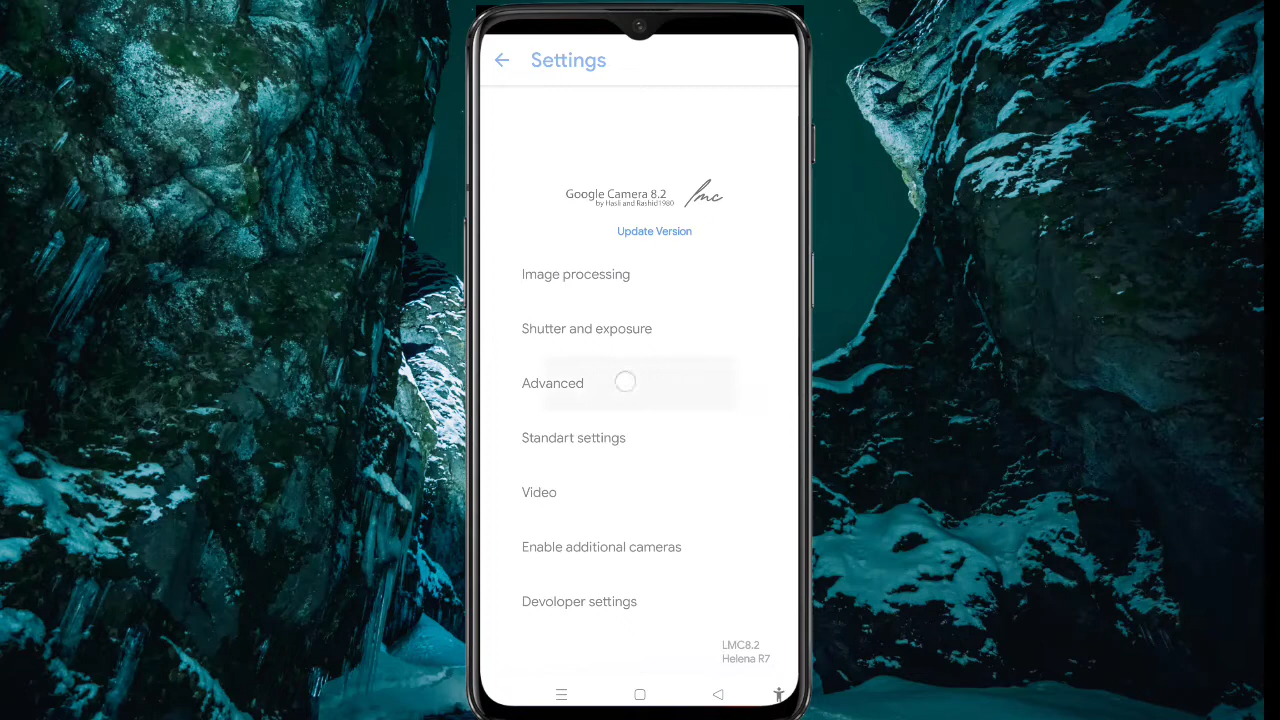 Settings
Google Camera 8.2 lmc
by Hasli and Rashid1980
Update Version
Image processing
Shutter and exposure
Advanced
Standart settings
Video
Enable additional cameras
Devoloper settings
LMC8.2
Helena R7